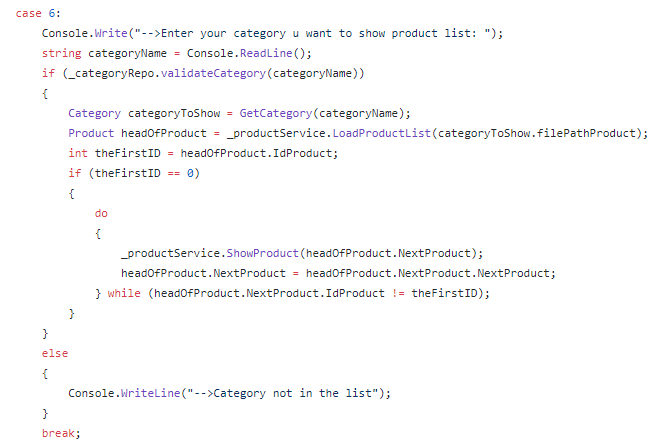 case 6:
    Console.Write("-->Enter your category u want to show product list: ");
    string categoryName = Console.ReadLine();
    if (_categoryRepo.validateCategory(categoryName))
    {
        Category categoryToShow = GetCategory(categoryName);
        Product headOfProduct = _productService.LoadProductList(categoryToShow.filePathProduct);
        int theFirstID = headOfProduct.IdProduct;
        if (theFirstID == 0)
        {
            do
            {
                _productService.ShowProduct(headOfProduct.NextProduct);
                headOfProduct.NextProduct = headOfProduct.NextProduct.NextProduct;
            } while (headOfProduct.NextProduct.IdProduct != theFirstID);
        }
    }
    else
    {
        Console.WriteLine("-->Category not in the list");
    }
    break;